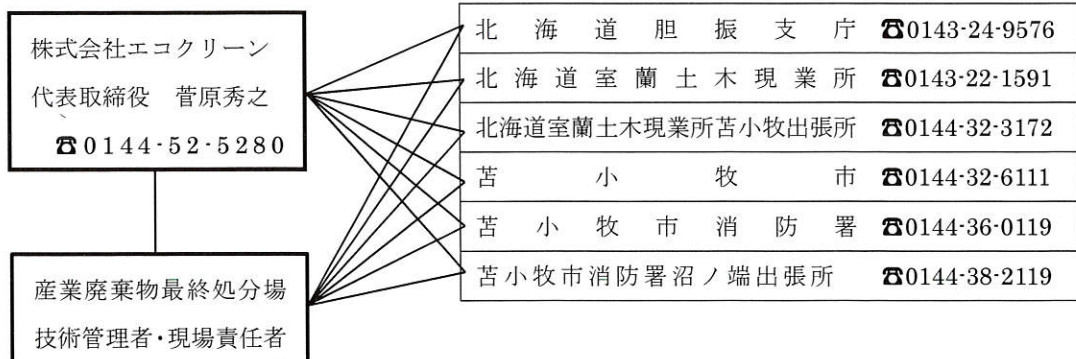 株式会社エコクリーン
代表取締役 菅原秀之
☎0144-52-5280
産業廃棄物最終処分場
技術管理者・現場責任者
北海道胆振支庁 ☎0143-24-9576
北海道室蘭土木現業所 ☎0143-22-1591
北海道室蘭土木現業所苫小牧出張所 ☎0144-32-3172
苫小牧市 ☎0144-32-6111
苫小牧市消防署 ☎0144-36-0119
苫小牧市消防署沼ノ端出張所 ☎0144-38-2119